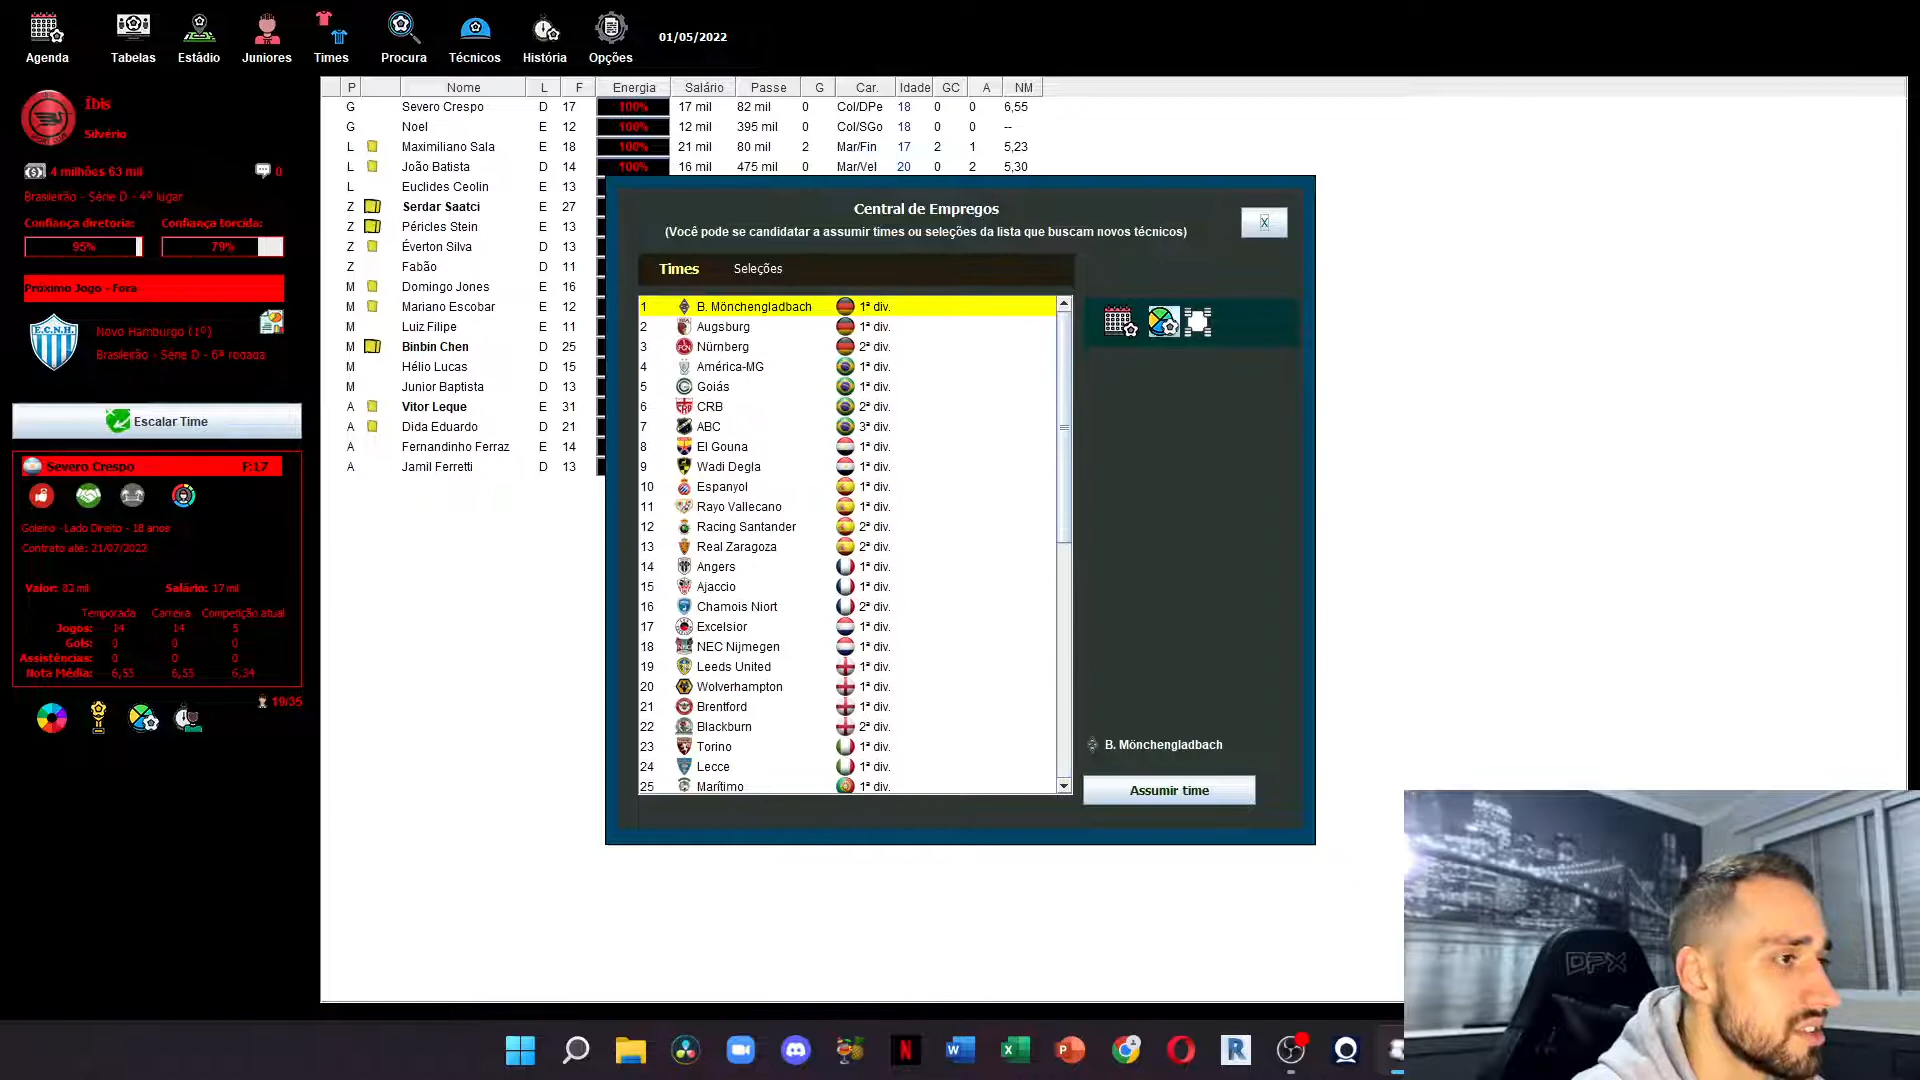 Agenda Tabelas Estádio Juniores Times Procura Técnicos História Opções 01/05/2022
Íbis
Silvério
4 milhões 63 mil 0
Brasileirão - Série D - 4º lugar
Confiança diretoria: Confiança torcida:
95% 79%
Próximo Jogo - Fora
E.C.N.H.
Novo Hamburgo (1º)
Brasileirão - Série D - 6ª rodada
Escalar Time
Severo Crespo F:17
Goleiro -Lado Direito - 18 anos
Contrato até: 21/07/2022
Valor: 82 mil Salário: 17 mil
Temporada Carreira Competição atual
Jogos: 14 14 5
Gols: 0 0 0
Assistências: 0 0 0
Nota Média: 6,55 6,55 6,34
19/35
P Nome L F Energia Salário Passe G Car. Idade GC A NM
G Severo Crespo D 17 100% 17 mil 82 mil 0 Col/DPe 18 0 0 6,55
G Noel E 12 100% 12 mil 395 mil 0 Col/SGo 18 0 0 --
L Maximiliano Sala E 18 100% 21 mil 80 mil 2 Mar/Fin 17 2 1 5,23
L João Batista D 14 100% 16 mil 475 mil 0 Mar/Vel 20 0 2 5,30
L Euclides Ceolin E 13
Z Serdar Saatci E 27
Z Péricles Stein E 13
Z Éverton Silva D 13
Z Fabão D 11
M Domingo Jones E 16
M Mariano Escobar E 12
M Luiz Filipe E 11
M Binbin Chen D 25
M Hélio Lucas D 15
M Junior Baptista D 13
A Vitor Leque E 31
A Dida Eduardo D 21
A Fernandinho Ferraz E 14
A Jamil Ferretti D 13
Central de Empregos
X
(Você pode se candidatar a assumir times ou seleções da lista que buscam novos técnicos)
Times Seleções
1 B. Mönchengladbach 1ª div.
2 Augsburg 1ª div.
3 Nürnberg 2ª div.
4 América-MG 1ª div.
5 Goiás 1ª div.
6 CRB 2ª div.
7 ABC 3ª div.
8 El Gouna 1ª div.
9 Wadi Degla 1ª div.
10 Espanyol 1ª div.
11 Rayo Vallecano 1ª div.
12 Racing Santander 2ª div.
13 Real Zaragoza 2ª div.
14 Angers 1ª div.
15 Ajaccio 1ª div.
16 Chamois Niort 2ª div.
17 Excelsior 1ª div.
18 NEC Nijmegen 1ª div.
19 Leeds United 1ª div.
20 Wolverhampton 1ª div.
21 Brentford 1ª div.
22 Blackburn 2ª div.
23 Torino 1ª div.
24 Lecce 1ª div.
25 Marítimo 1ª div.
B. Mönchengladbach
Assumir time
DPX